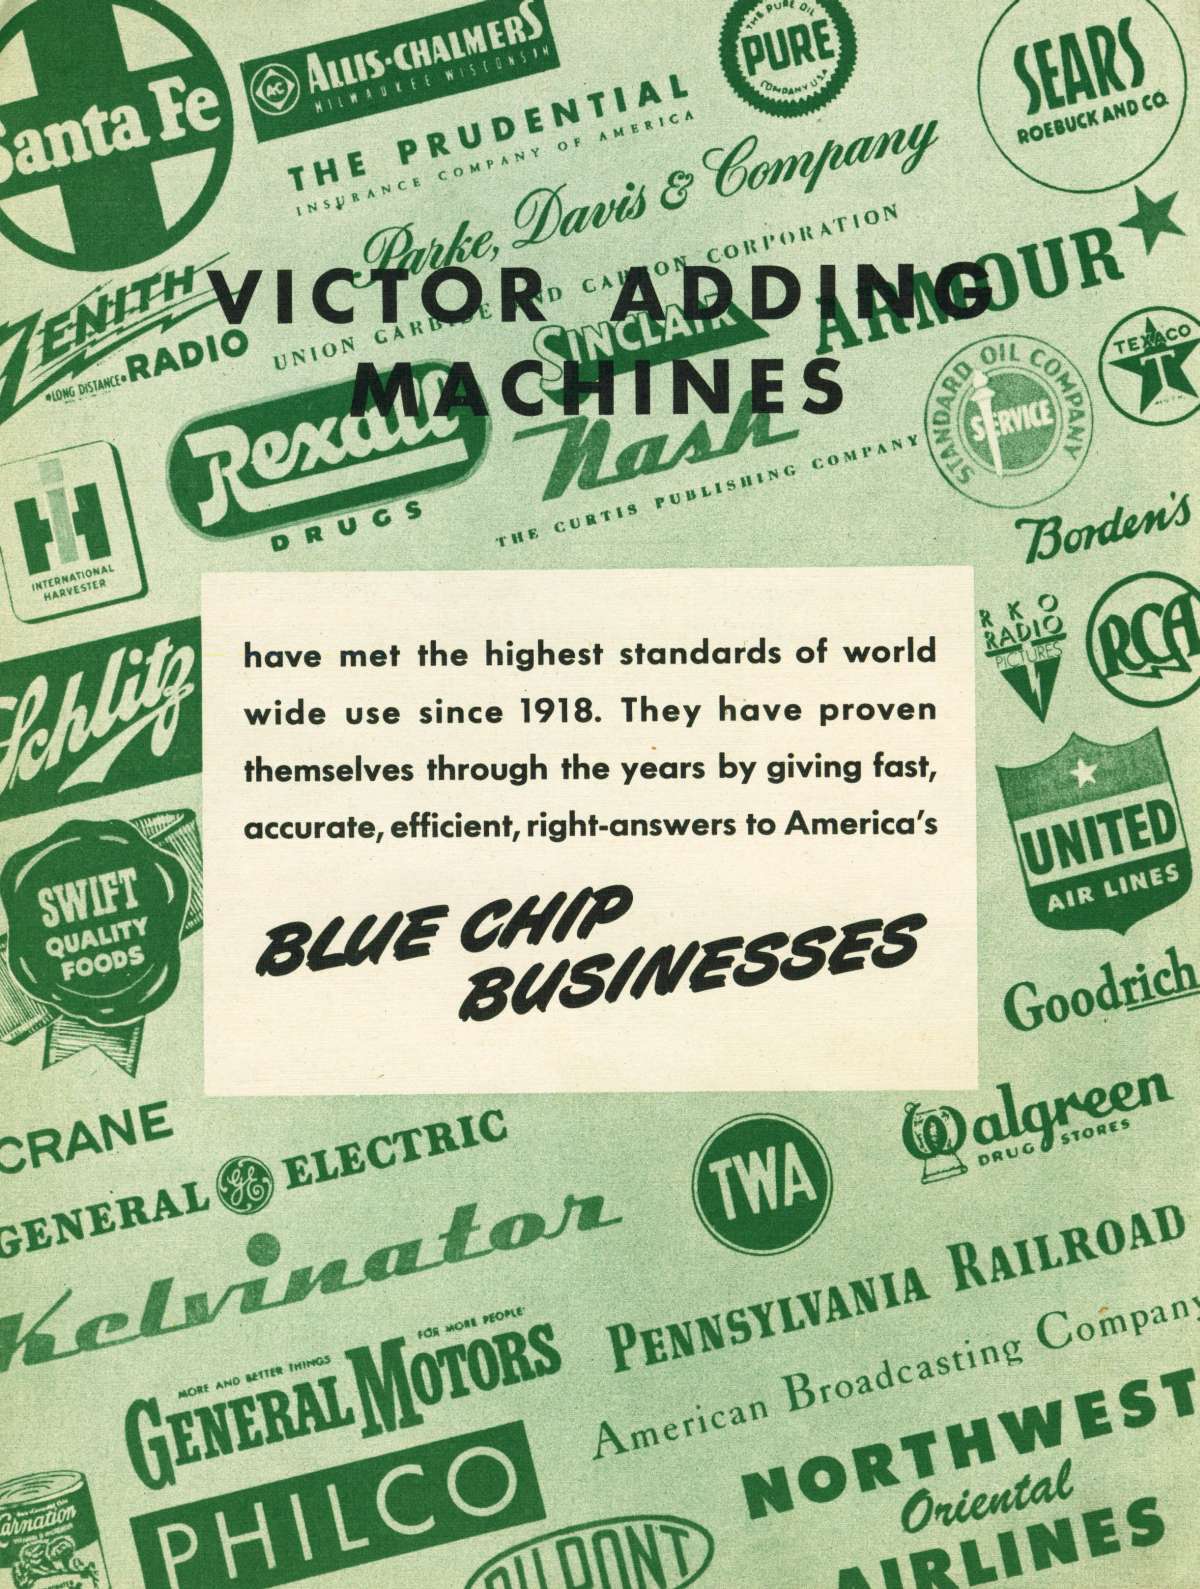 Santa Fe
ALLIS-CHALMERS
AC
MILWAUKEE WISCONSIN
THE PRUDENTIAL
INSURANCE COMPANY OF AMERICA
THE PURE OIL
PURE
COMPANY U.S.A
SEARS
ROEBUCK AND CO.
Parke, Davis & Company
UNION CARBIDE AND CARBON CORPORATION
ZENITH
LONG DISTANCE
RADIO
VICTOR ADDING
MACHINES
SINCLAIR
ARMOUR
TEXACO
T
Rexall
DRUGS
Nash
THE CURTIS PUBLISHING COMPANY
STANDARD OIL COMPANY
SERVICE
IH
INTERNATIONAL
HARVESTER
Borden's
RKO
RADIO
PICTURES
RCA
Schlitz
have met the highest standards of world
wide use since 1918. They have proven
themselves through the years by giving fast,
accurate, efficient, right-answers to America's
BLUE CHIP
BUSINESSES
UNITED
AIR LINES
SWIFT
QUALITY
FOODS
Goodrich
CRANE
GENERAL GE ELECTRIC
TWA
Walgreen
DRUG STORES
Kelvinator
PENNSYLVANIA RAILROAD
MORE AND BETTER THINGS
FOR MORE PEOPLE
GENERAL MOTORS
American Broadcasting Company
PHILCO
NORTHWEST
Oriental
AIRLINES
Carnation
DU PONT